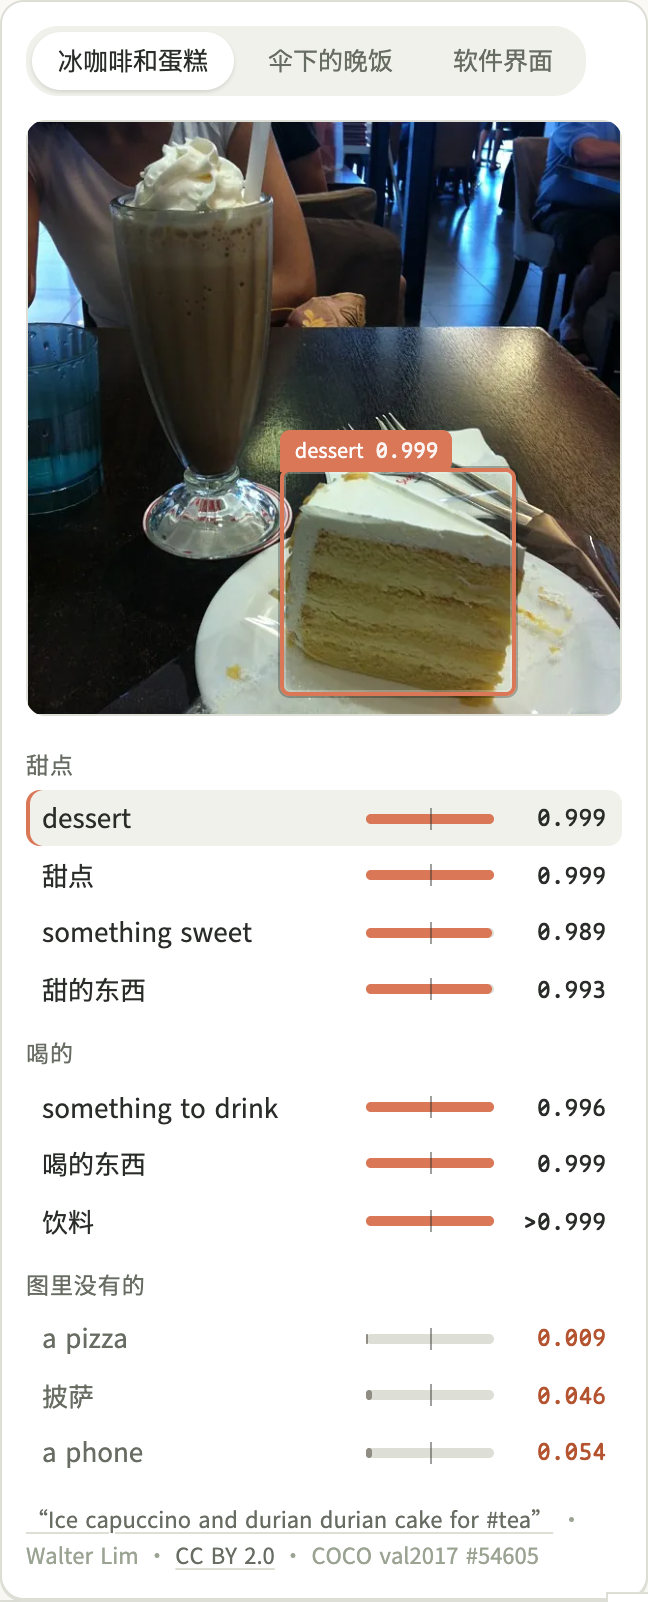 冰咖啡和蛋糕 伞下的晚饭 软件界面
dessert 0.999
甜点
dessert 0.999
甜点 0.999
something sweet 0.989
甜的东西 0.993
喝的
something to drink 0.996
喝的东西 0.999
饮料 >0.999
图里没有的
a pizza 0.009
披萨 0.046
a phone 0.054
“Ice capuccino and durian durian cake for #tea” •
Walter Lim • CC BY 2.0 • COCO val2017 #54605